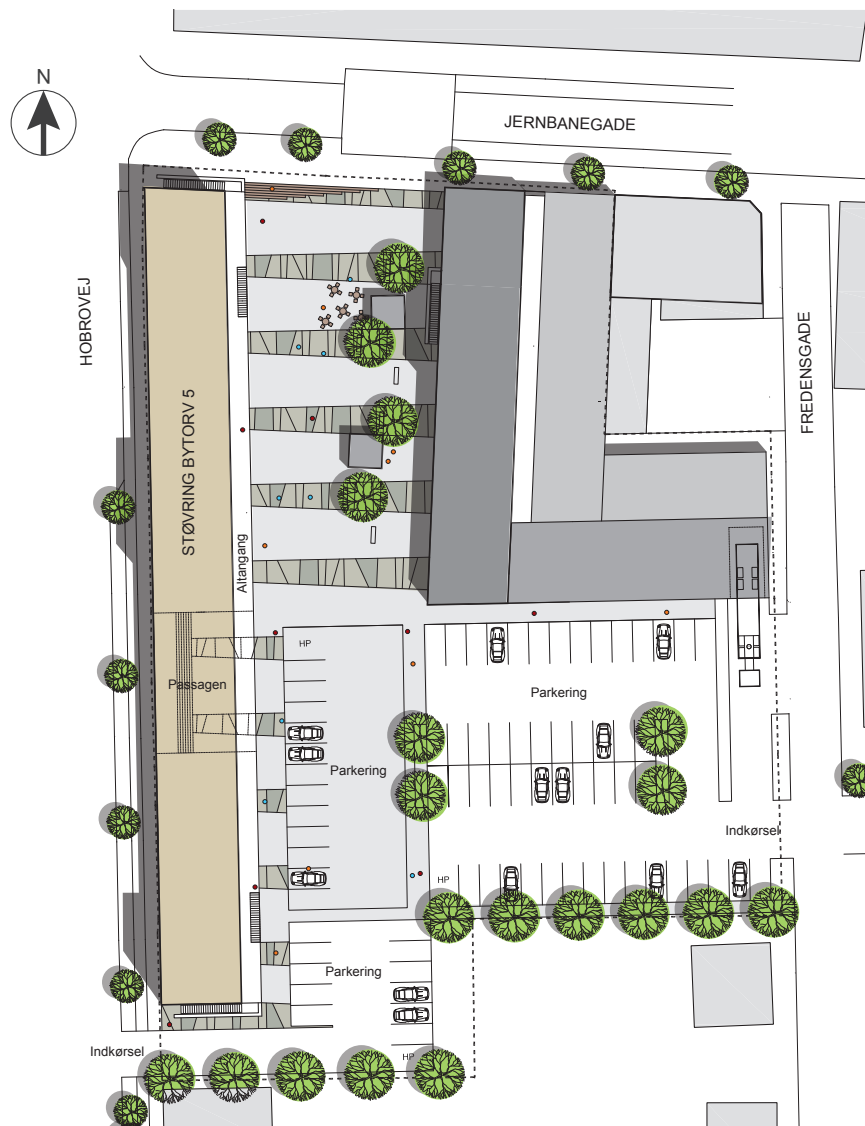 N
JERNBANEGADE
HOBROVEJ
FREDENSGADE
STØVRING BYTORV 5
Altangang
HP
Passagen
Parkering
Parkering
Indkørsel
HP
Parkering
Indkørsel
HP